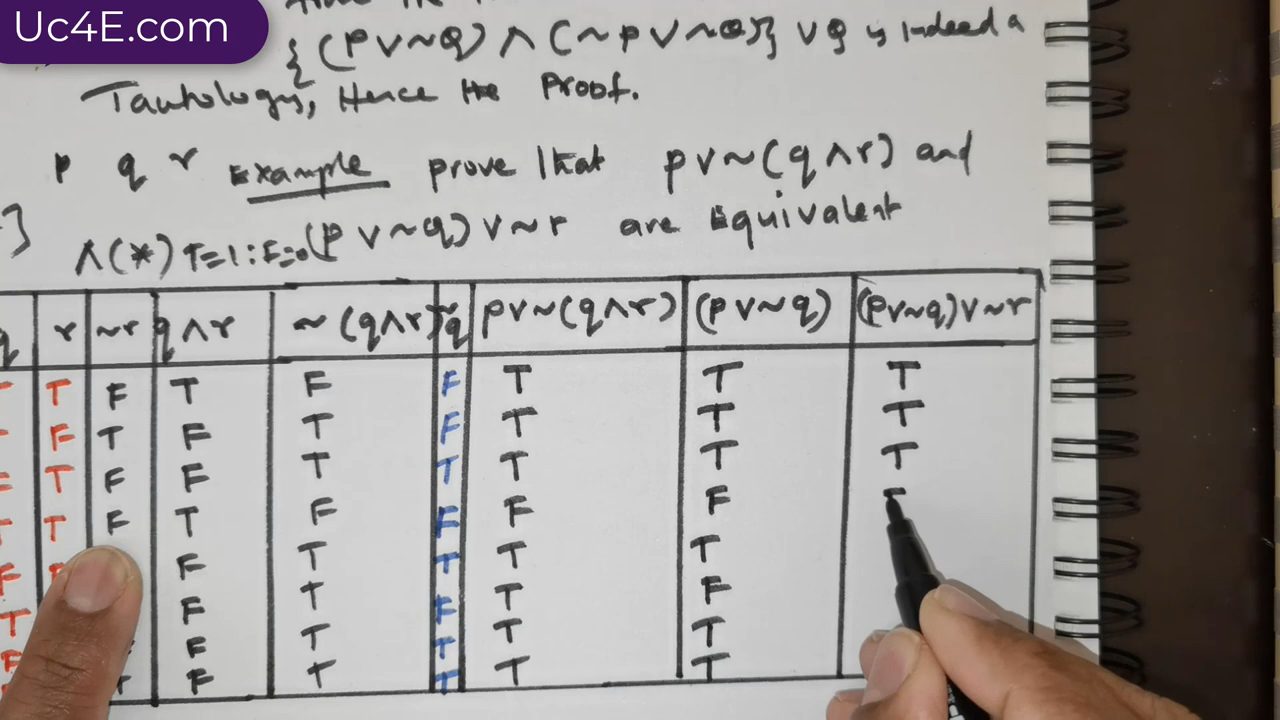 Uc4E.com
{(p∨~q) ∧ (~p∨~q)} ∨q is indeed a
Tautology, Hence the Proof.
p q r Example prove that p∨~(q∧r) and
∧(*) T=1:F=0 (p∨~q)∨~r are Equivalent
q r ~r q∧r ~(q∧r) ~q p∨~(q∧r) (p∨~q) (p∨~q)∨~r
T T F T F F T T T
T F T F T F T T T
F T F F T T T T T
T T F T F F F F F
F F T T T T
T F T F T F
F F T T T T
T F T T T T